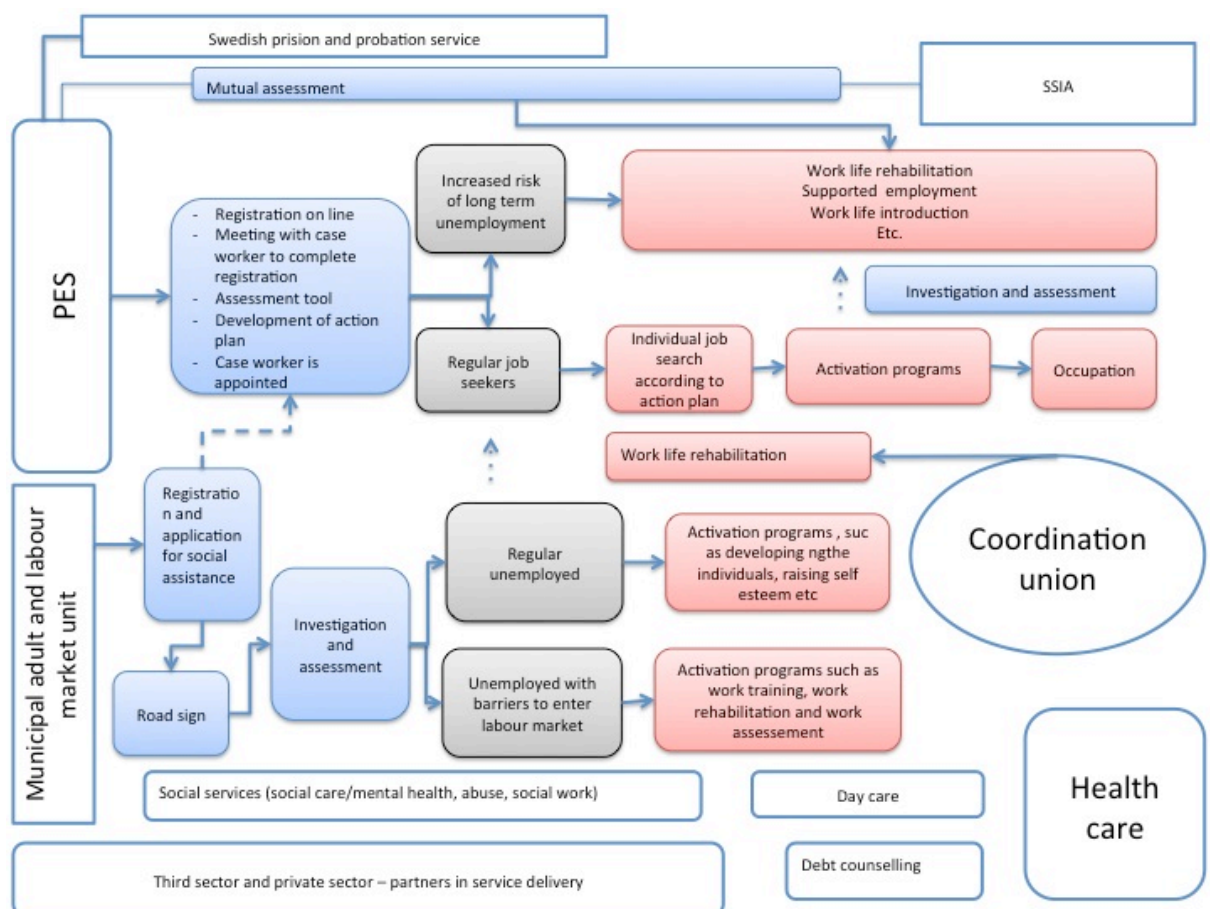 Swedish prision and probation service
Mutual assessment
SSIA
PES
- Registration on line
- Meeting with case
worker to complete
registration
- Assessment tool
- Development of action
plan
- Case worker is
appointed
Increased risk
of long term
unemployment
Work life rehabilitation
Supported employment
Work life introduction
Etc.
Investigation and assessment
Regular job
seekers
Individual job
search
according to
action plan
Activation programs
Occupation
Work life rehabilitation
Municipal adult and labour
market unit
Registratio
n and
application
for social
assistance
Road sign
Investigation
and
assessment
Regular
unemployed
Activation programs , suc
as developing ngthe
individuals, raising self
esteem etc
Coordination
union
Unemployed with
barriers to enter
labour market
Activation programs such as
work training, work
rehabilitation and work
assessement
Social services (social care/mental health, abuse, social work)
Day care
Health
care
Third sector and private sector – partners in service delivery
Debt counselling